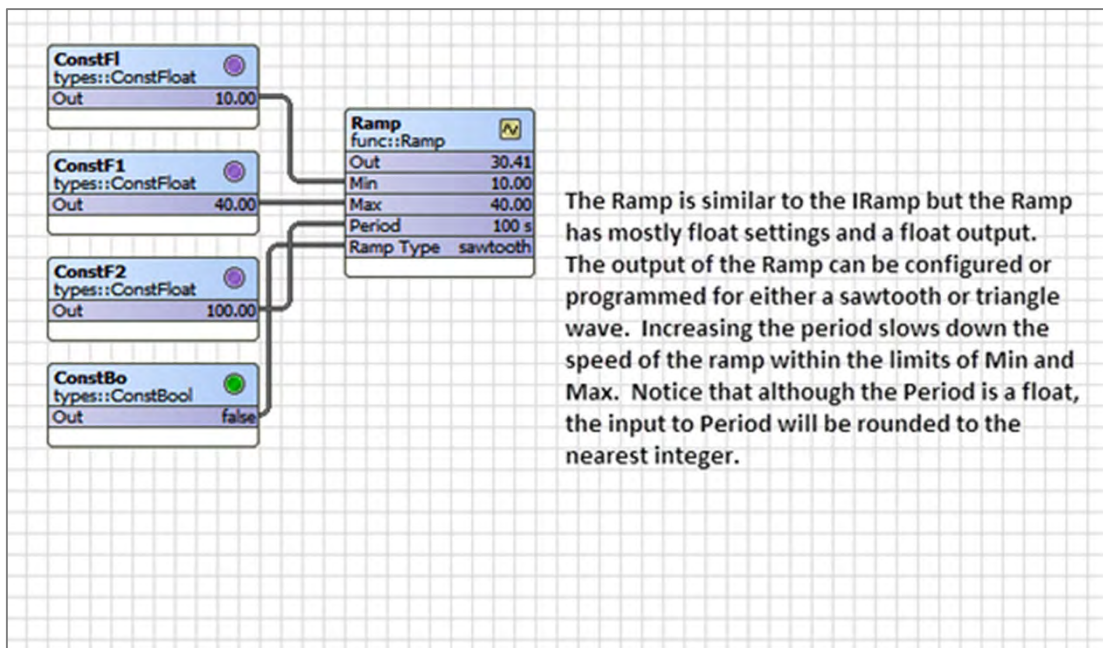 ConstFl
types::ConstFloat
Out 10.00
ConstF1
types::ConstFloat
Out 40.00
ConstF2
types::ConstFloat
Out 100.00
ConstBo
types::ConstBool
Out false
Ramp
func::Ramp
Out 30.41
Min 10.00
Max 40.00
Period 100 s
Ramp Type sawtooth
The Ramp is similar to the IRamp but the Ramp
has mostly float settings and a float output.
The output of the Ramp can be configured or
programmed for either a sawtooth or triangle
wave.  Increasing the period slows down the
speed of the ramp within the limits of Min and
Max.  Notice that although the Period is a float,
the input to Period will be rounded to the
nearest integer.